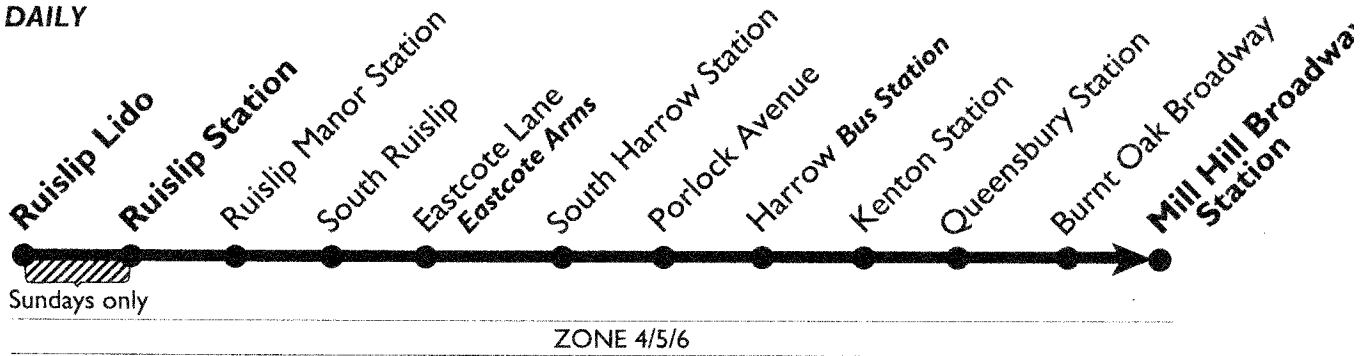 DAILY
Ruislip Lido
Ruislip Station
Ruislip Manor Station
South Ruislip
Eastcote Lane
Eastcote Arms
South Harrow Station
Porlock Avenue
Harrow Bus Station
Kenton Station
Queensbury Station
Burnt Oak Broadway
Mill Hill Broadway
Station
Sundays only
ZONE 4/5/6